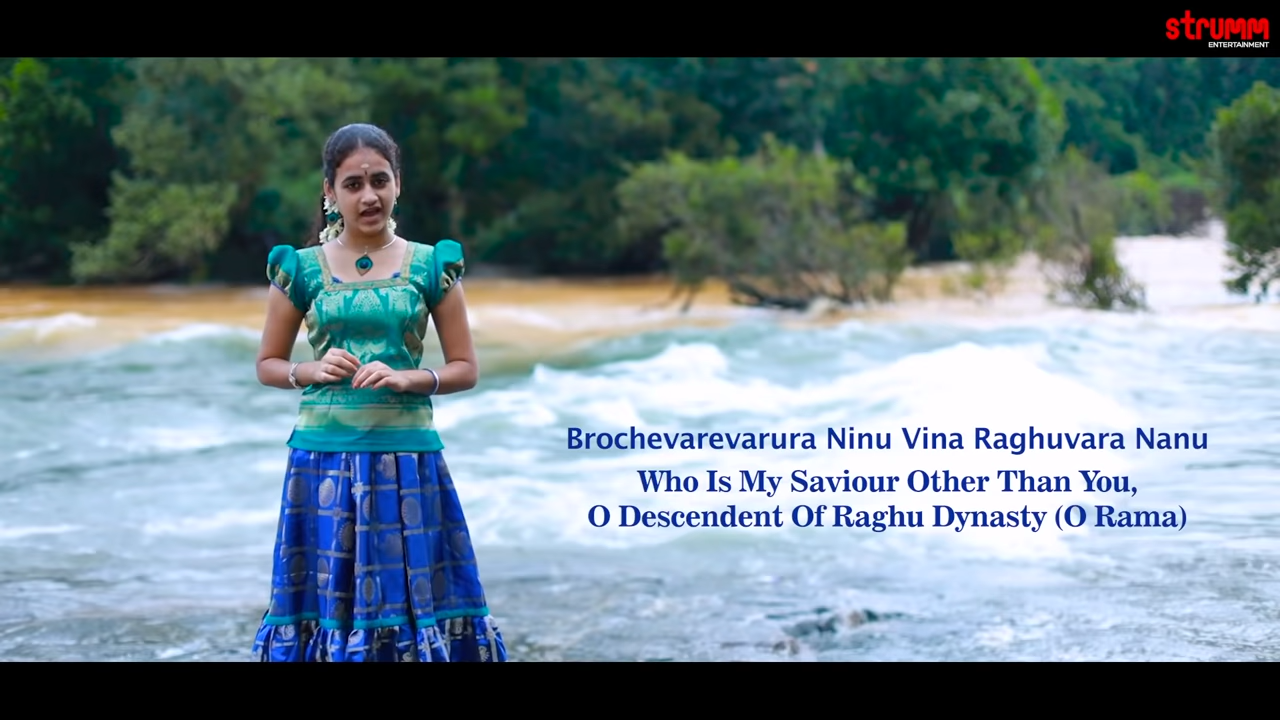 strumm
ENTERTAINMENT
Brochevarevarura Ninu Vina Raghuvara Nanu
Who Is My Saviour Other Than You,
O Descendent Of Raghu Dynasty (O Rama)